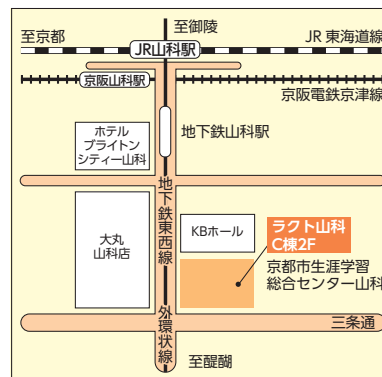 至御陵
至京都
JR東海道線
JR山科駅
京阪山科駅
京阪電鉄京津線
ホテル
ブライトン
シティー山科
地下鉄山科駅
地下鉄東西線
大丸
山科店
KBホール
ラクト山科
C棟2F
京都市生涯学習
総合センター山科
外環状線
三条通
至醍醐